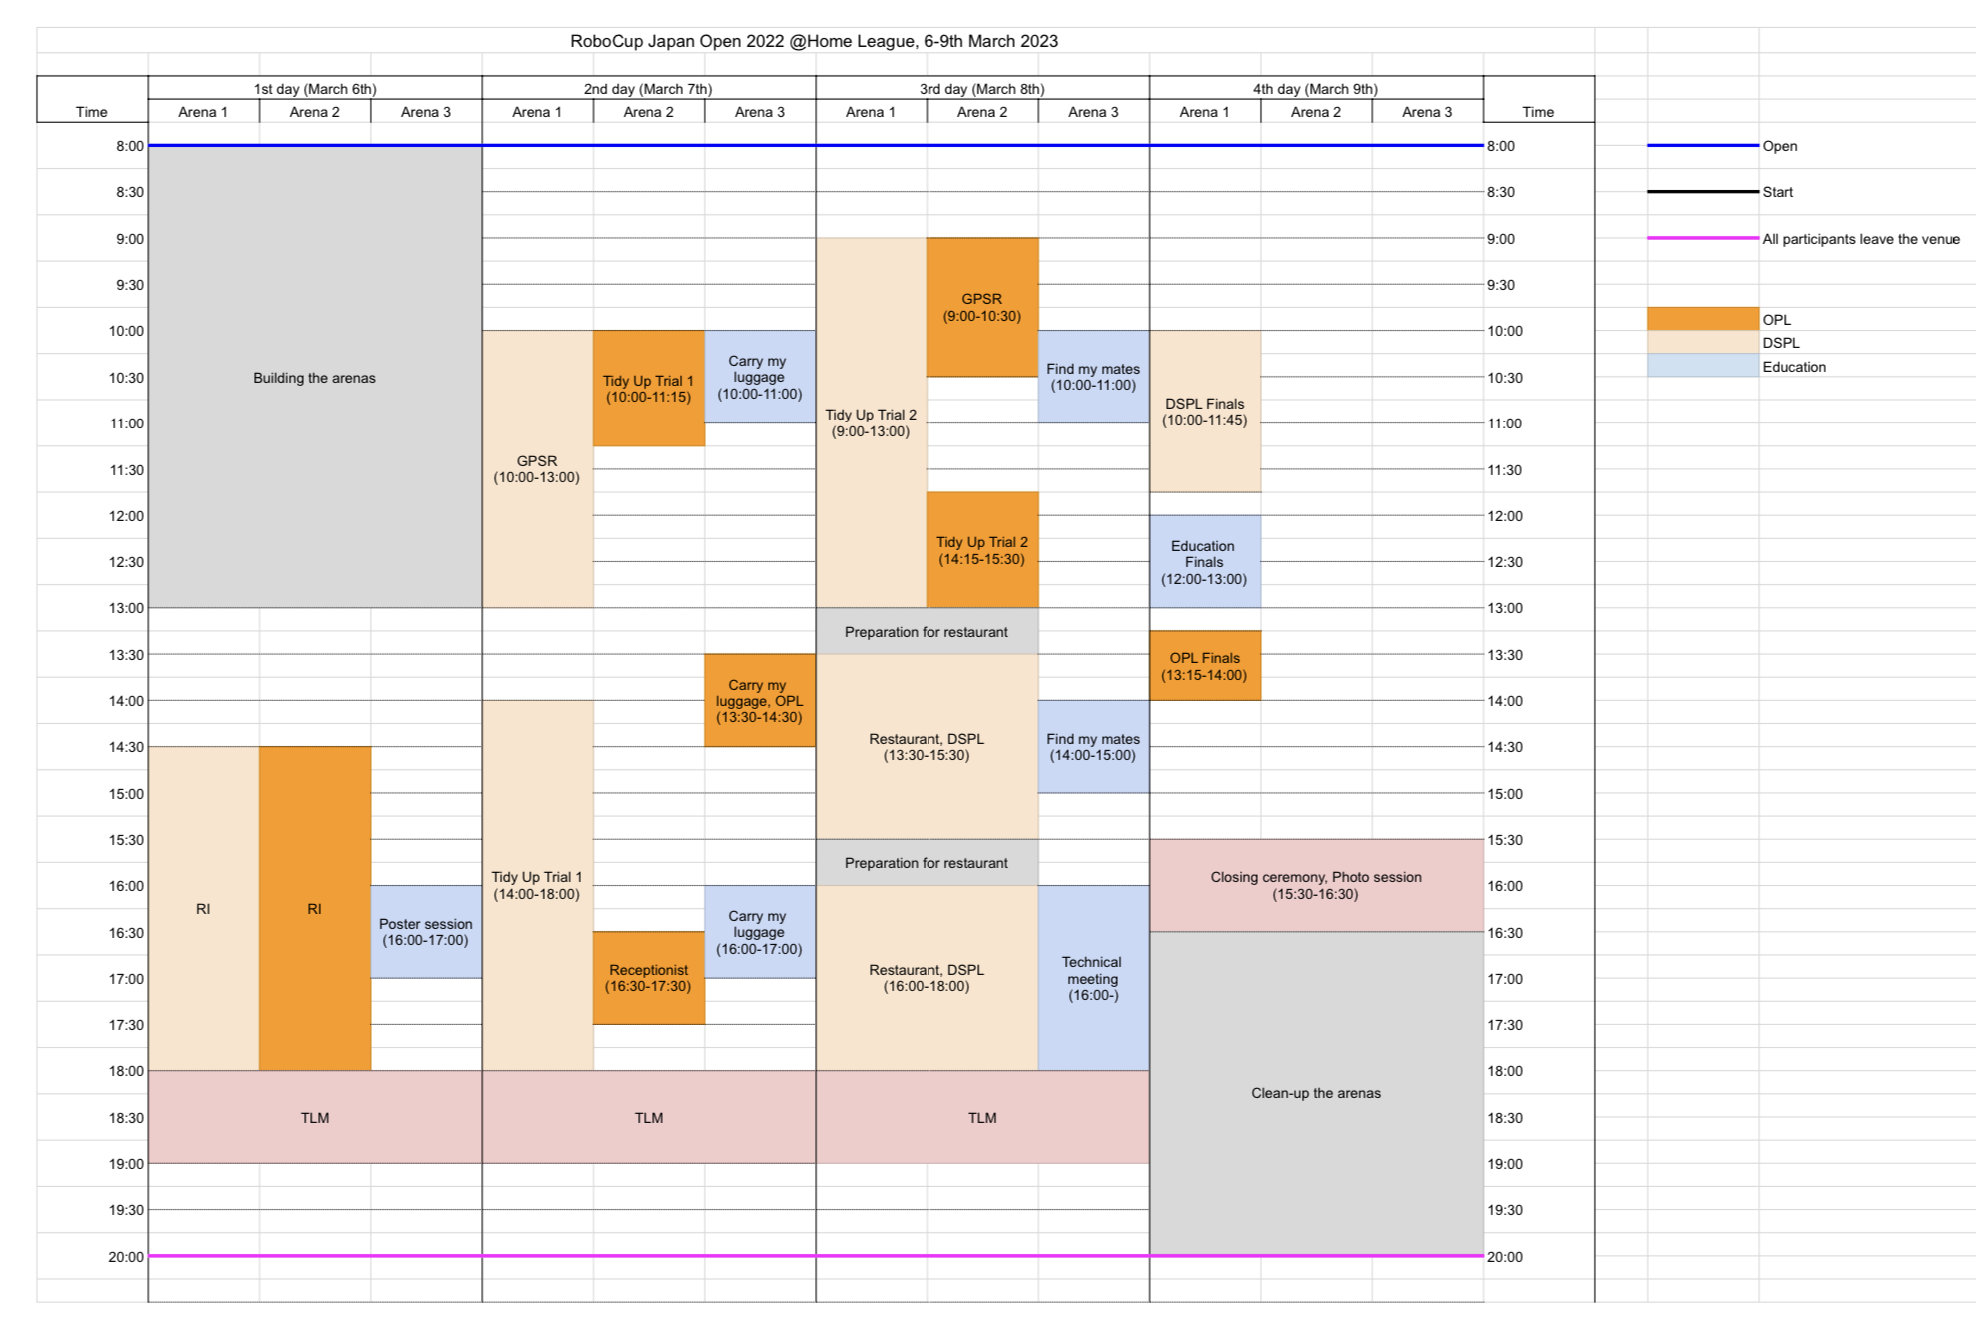 RoboCup Japan Open 2022 @Home League, 6-9th March 2023
1st day (March 6th) 2nd day (March 7th) 3rd day (March 8th) 4th day (March 9th)
Time Arena 1 Arena 2 Arena 3 Arena 1 Arena 2 Arena 3 Arena 1 Arena 2 Arena 3 Arena 1 Arena 2 Arena 3 Time
8:00 8:00 Open
8:30 8:30 Start
9:00 9:00 All participants leave the venue
9:30 9:30
GPSR
(9:00-10:30)
10:00 10:00 OPL
DSPL
Education
10:30 10:30
Building the arenas
Tidy Up Trial 1
(10:00-11:15)
Carry my
luggage
(10:00-11:00)
Find my mates
(10:00-11:00)
11:00 11:00
Tidy Up Trial 2
(9:00-13:00)
DSPL Finals
(10:00-11:45)
11:30 11:30
GPSR
(10:00-13:00)
12:00 12:00
12:30 12:30
Tidy Up Trial 2
(14:15-15:30)
Education
Finals
(12:00-13:00)
13:00 13:00
Preparation for restaurant
13:30 13:30
OPL Finals
(13:15-14:00)
14:00 14:00
Carry my
luggage, OPL
(13:30-14:30)
14:30 14:30
Restaurant, DSPL
(13:30-15:30)
Find my mates
(14:00-15:00)
15:00 15:00
15:30 15:30
Preparation for restaurant
16:00 16:00
Tidy Up Trial 1
(14:00-18:00)
Closing ceremony, Photo session
(15:30-16:30)
RI
RI
Poster session
(16:00-17:00)
Carry my
luggage
(16:00-17:00)
16:30 16:30
17:00 17:00
Receptionist
(16:30-17:30)
Restaurant, DSPL
(16:00-18:00)
Technical
meeting
(16:00-)
17:30 17:30
18:00 18:00
Clean-up the arenas
18:30 TLM TLM TLM 18:30
19:00 19:00
19:30 19:30
20:00 20:00